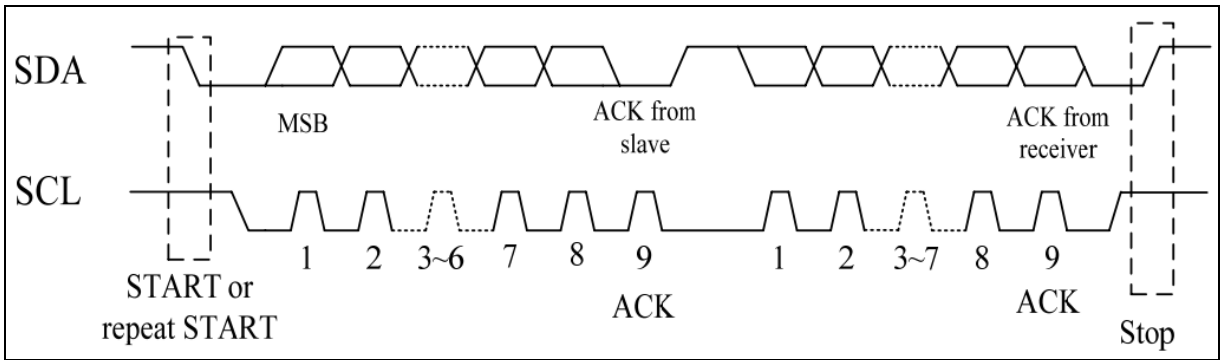 SDA
MSB
ACK from
slave
ACK from
receiver
SCL
1 2 3~6 7 8 9 1 2 3~7 8 9
START or
repeat START
ACK
ACK
Stop